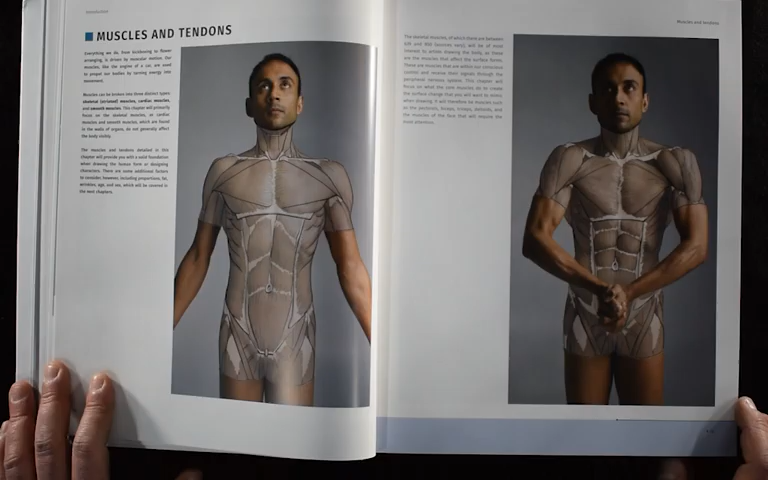 Introduction
MUSCLES AND TENDONS
Everything we do, from ballooning to flower
arranging, is driven by muscular motion. Our
muscles, like the engine of a car, are used
to propel our bodies by turning energy into
movement.
Muscles can be broken into three distinct types:
skeletal (striated) muscles, cardiac muscles,
and smooth muscles. This chapter will primarily
focus on the skeletal muscles, as cardiac
muscles and smooth muscles, which are found
in the walls of organs, do not generally affect
the body visibly.
The muscles and tendons detailed in this
chapter will provide you with a solid foundation
when drawing the human form or designing
characters. There are some additional factors
to consider, however, including proportions, fat,
wrinkles, age, and sex, which will be covered in
the next chapters.
Muscles and tendons
The skeletal muscles, of which there are between
and 850 (sources vary), will be of most
interest to artists drawing the body, as these
are the muscles that affect the surface forms.
These are muscles that are within our conscious
control and receive their signals through the
peripheral nervous system. This chapter will
focus on what the core muscles do to create
the surface change that you will want to
when drawing. It will therefore be muscles such
as the pectorals, biceps, triceps, deltoids, and
the muscles of the face that will require the
most attention.